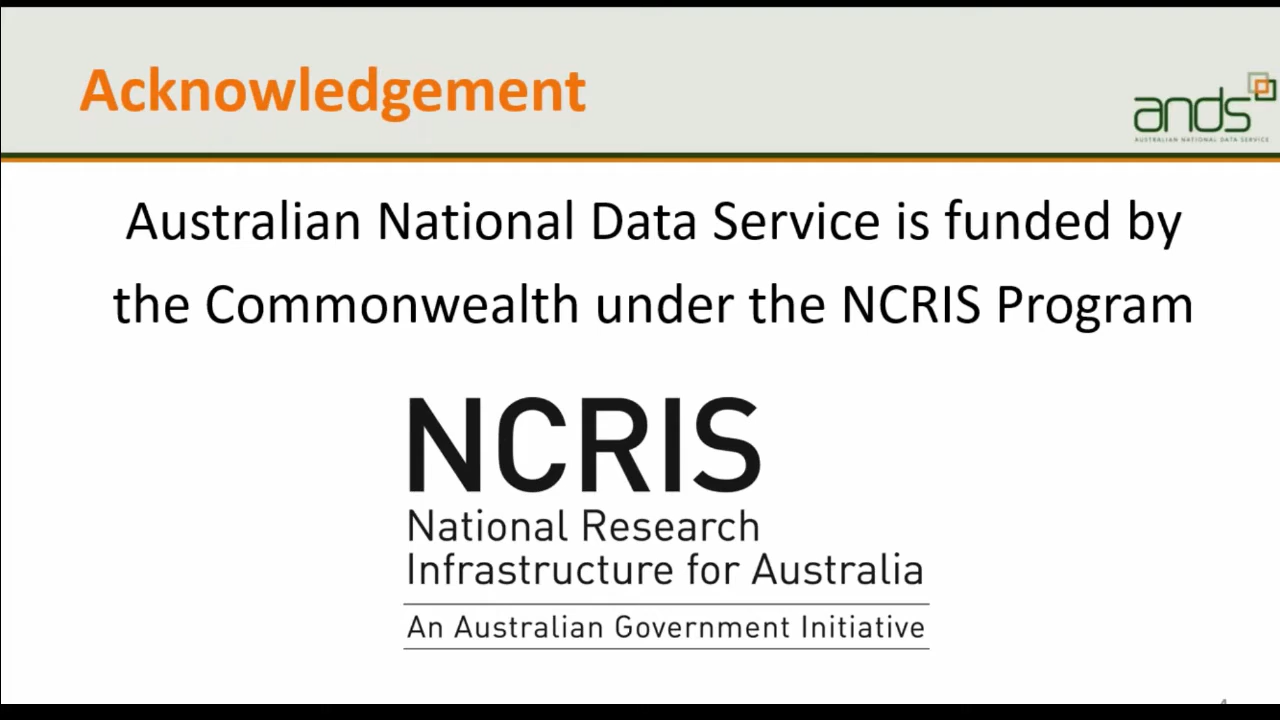 Acknowledgement
ands
AUSTRALIAN NATIONAL DATA SERVICE
Australian National Data Service is funded by
the Commonwealth under the NCRIS Program
NCRIS
National Research
Infrastructure for Australia
An Australian Government Initiative